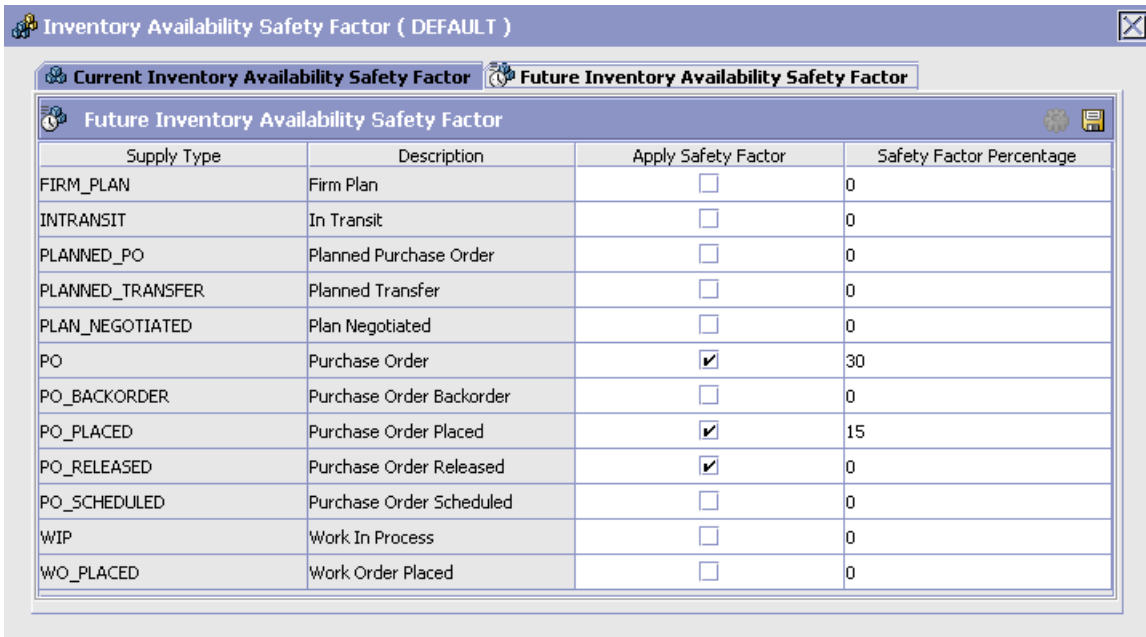 Inventory Availability Safety Factor ( DEFAULT )
Current Inventory Availability Safety Factor Future Inventory Availability Safety Factor
Future Inventory Availability Safety Factor
Supply Type Description Apply Safety Factor Safety Factor Percentage
FIRM_PLAN Firm Plan 0
INTRANSIT In Transit 0
PLANNED_PO Planned Purchase Order 0
PLANNED_TRANSFER Planned Transfer 0
PLAN_NEGOTIATED Plan Negotiated 0
PO Purchase Order 30
PO_BACKORDER Purchase Order Backorder 0
PO_PLACED Purchase Order Placed 15
PO_RELEASED Purchase Order Released 0
PO_SCHEDULED Purchase Order Scheduled 0
WIP Work In Process 0
WO_PLACED Work Order Placed 0